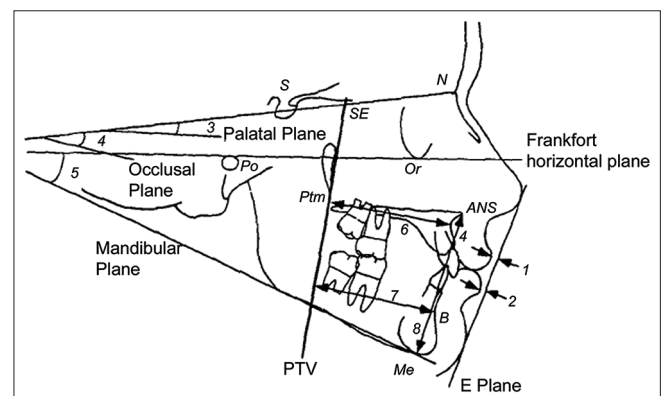 N
S
SE
3
Palatal Plane
4
Frankfort
horizontal plane
Po
Or
5
Occlusal
Plane
Ptm
ANS
6
4
Mandibular
Plane
1
7
2
B
8
PTV
Me
E Plane